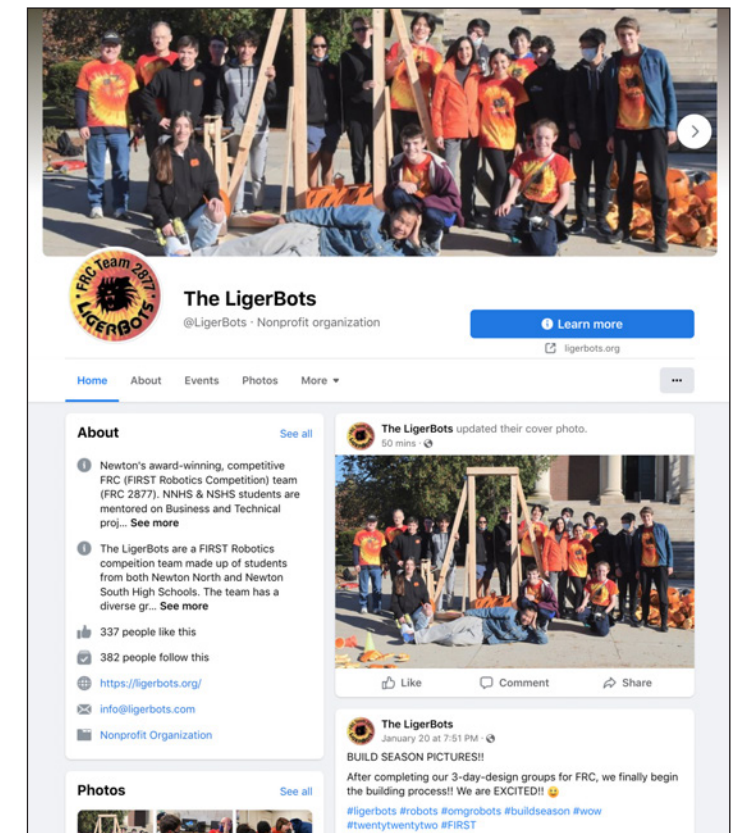 FRC Team 2877
LIGERBOTS
The LigerBots
@LigerBots · Nonprofit organization
Learn more
ligerbots.org
Home About Events Photos More
About See all
Newton's award-winning, competitive
FRC (FIRST Robotics Competition) team
(FRC 2877). NNHS & NSHS students are
mentored on Business and Technical
proj... See more
The LigerBots are a FIRST Robotics
compeition team made up of students
from both Newton North and Newton
South High Schools. The team has a
diverse gr... See more
337 people like this
382 people follow this
https://ligerbots.org/
info@ligerbots.com
Nonprofit Organization
Photos See all
The LigerBots updated their cover photo.
50 mins ·
Like Comment Share
The LigerBots
January 20 at 7:51 PM ·
BUILD SEASON PICTURES!!
After completing our 3-day-design groups for FRC, we finally begin
the building process!! We are EXCITED!! 😀
#ligerbots #robots #omgrobots #buildseason #wow
#twentytwentytwo #FIRST